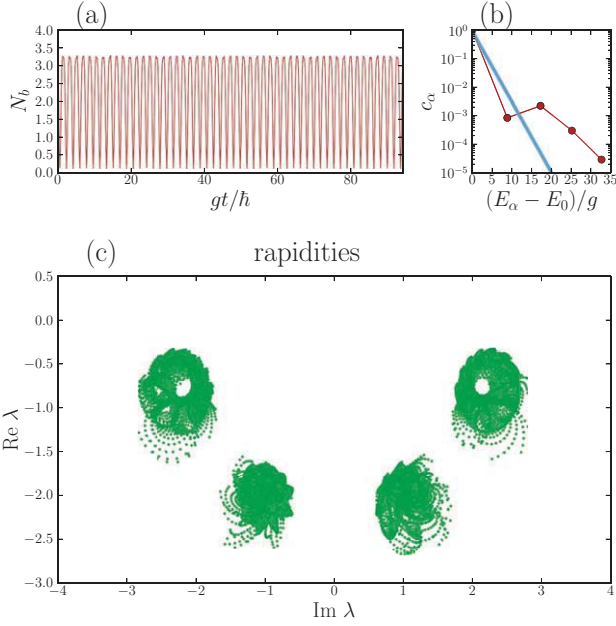 (a)
4.0
3.5
3.0
2.5
2.0
1.5
1.0
0.5
0.0
N_b
0 20 40 60 80
gt/ħ
(b)
10^0
10^-1
10^-2
10^-3
10^-4
10^-5
c_α
0 5 10 15 20 25 30 35
(E_α − E_0)/g
(c) rapidities
0.5
0.0
−0.5
−1.0
−1.5
−2.0
−2.5
−3.0
Re λ
−4 −3 −2 −1 0 1 2 3 4
Im λ